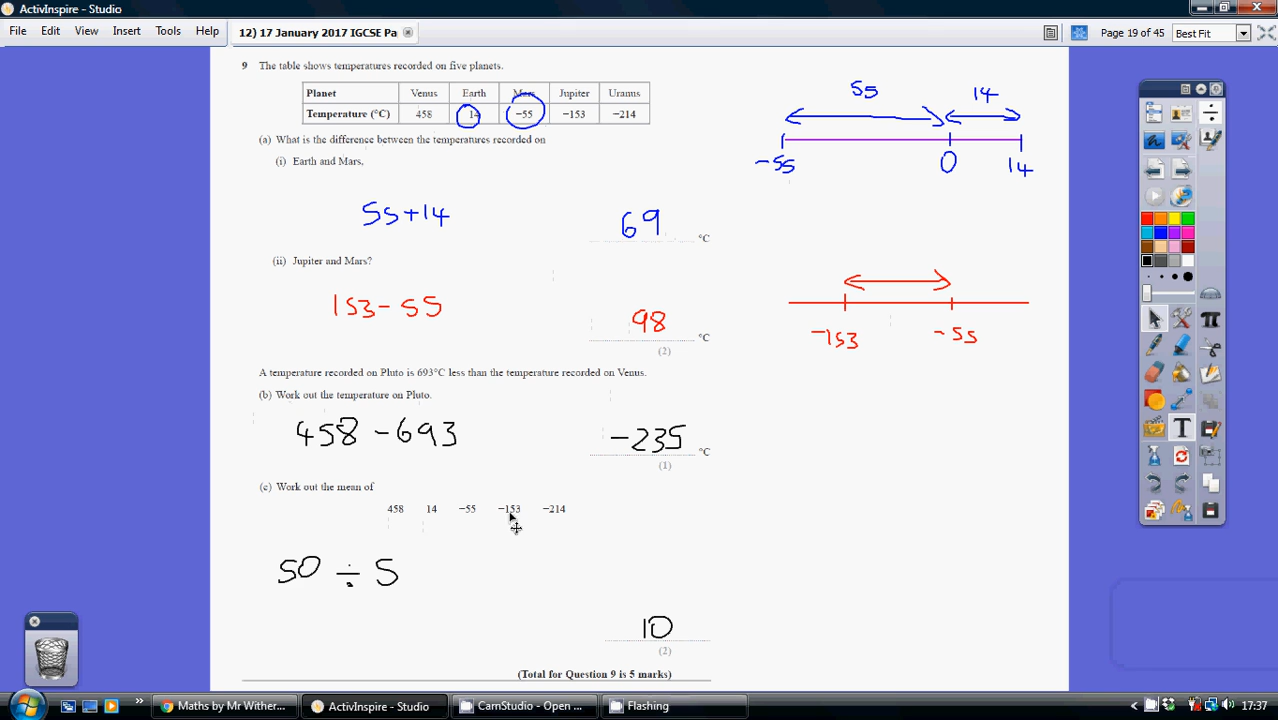 ActivInspire - Studio
File Edit View Insert Tools Help
12) 17 January 2017 IGCSE Pa
Page 19 of 45
Best Fit
9 The table shows temperatures recorded on five planets.
Planet Venus Earth Mars Jupiter Uranus
Temperature (°C) 458 14 −55 −153 −214
55 14
-55 0 14
(a) What is the difference between the temperatures recorded on
(i) Earth and Mars,
55+14
69 °C
(ii) Jupiter and Mars?
153-55
98 °C
(2)
-153 -55
A temperature recorded on Pluto is 693°C less than the temperature recorded on Venus.
(b) Work out the temperature on Pluto.
458 -693
-235 °C
(1)
(c) Work out the mean of
458 14 −55 −153 −214
50 ÷ 5
10
(2)
(Total for Question 9 is 5 marks)
Maths by Mr Wither...
ActivInspire - Studio
CamStudio - Open ...
Flashing
17:37